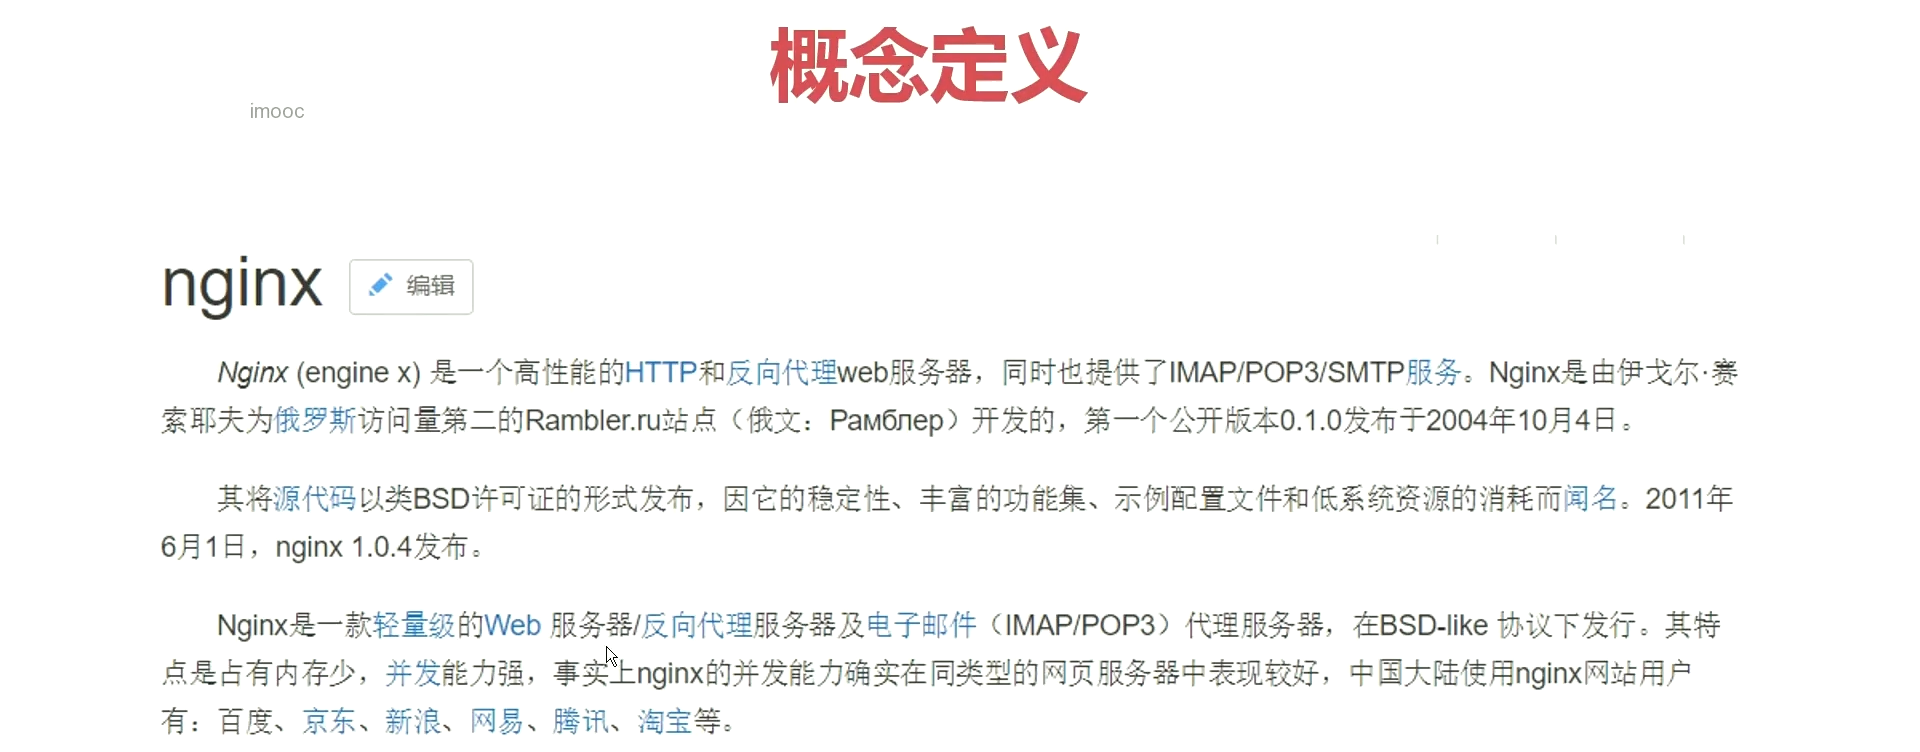 概念定义
imooc
nginx 编辑
Nginx (engine x) 是一个高性能的HTTP和反向代理web服务器，同时也提供了IMAP/POP3/SMTP服务。Nginx是由伊戈尔·赛
索耶夫为俄罗斯访问量第二的Rambler.ru站点（俄文：Рамблер）开发的，第一个公开版本0.1.0发布于2004年10月4日。
其将源代码以类BSD许可证的形式发布，因它的稳定性、丰富的功能集、示例配置文件和低系统资源的消耗而闻名。2011年
6月1日，nginx 1.0.4发布。
Nginx是一款轻量级的Web 服务器/反向代理服务器及电子邮件（IMAP/POP3）代理服务器，在BSD-like 协议下发行。其特
点是占有内存少，并发能力强，事实上nginx的并发能力确实在同类型的网页服务器中表现较好，中国大陆使用nginx网站用户
有：百度、京东、新浪、网易、腾讯、淘宝等。